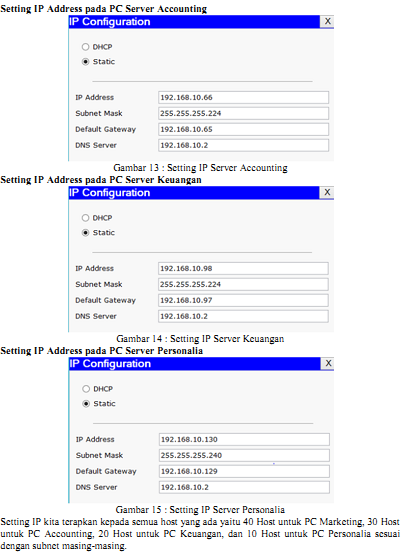 Setting IP Address pada PC Server Accounting
IP Configuration X
DHCP
Static
IP Address 192.168.10.66
Subnet Mask 255.255.255.224
Default Gateway 192.168.10.65
DNS Server 192.168.10.2
Gambar 13 : Setting IP Server Accounting
Setting IP Address pada PC Server Keuangan
IP Configuration X
DHCP
Static
IP Address 192.168.10.98
Subnet Mask 255.255.255.224
Default Gateway 192.168.10.97
DNS Server 192.168.10.2
Gambar 14 : Setting IP Server Keuangan
Setting IP Address pada PC Server Personalia
IP Configuration X
DHCP
Static
IP Address 192.168.10.130
Subnet Mask 255.255.255.240
Default Gateway 192.168.10.129
DNS Server 192.168.10.2
Gambar 15 : Setting IP Server Personalia
Setting IP kita terapkan kepada semua host yang ada yaitu 40 Host untuk PC Marketing, 30 Host
untuk PC Accounting, 20 Host untuk PC Keuangan, dan 10 Host untuk PC Personalia sesuai
dengan subnet masing-masing.